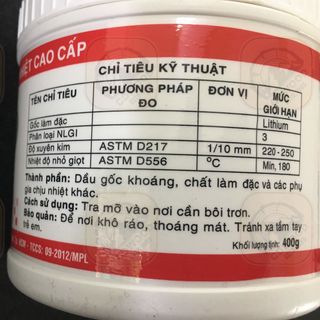 IỆT CAO CẤP
CHỈ TIÊU KỸ THUẬT
TÊN CHỈ TIÊU PHƯƠNG PHÁP ĐO ĐƠN VỊ MỨC GIỚI HẠN
Gốc làm đặc Lithium
Phân loại NLGI 3
Độ xuyên kim ASTM D217 1/10 mm 220 - 250
Nhiệt độ nhỏ giọt ASTM D556 ºC Min, 180
Thành phần: Dầu gốc khoáng, chất làm đặc và các phụ
gia chịu nhiệt khác.
Cách sử dụng: Tra mỡ vào nơi cần bôi trơn.
Bảo quản: Để nơi khô ráo, thoáng mát. Tránh xa tầm tay
trẻ em.
Khối lượng tịnh: 400g
HCM - TCCS: 09-2012/MPL